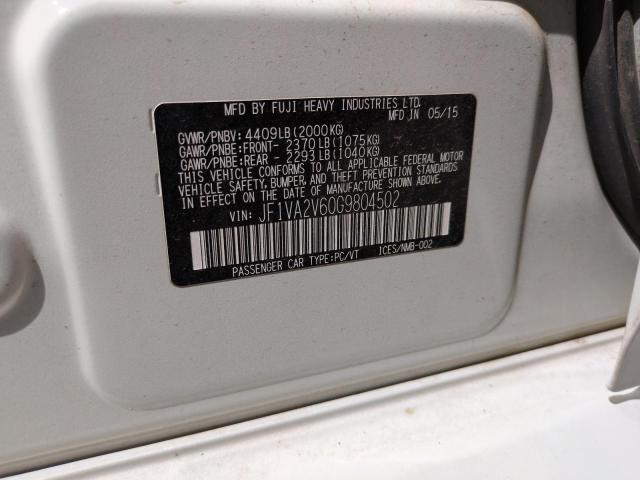 MFD BY FUJI HEAVY INDUSTRIES LTD.
MFD IN 05/15
GVWR/PNBV: 4409LB(2000KG)
GAWR/PNBE:FRONT- 2370LB(1075KG)
GAWR/PNBE:REAR - 2293LB(1040KG)
THIS VEHICLE CONFORMS TO ALL APPLICABLE FEDERAL MOTOR
VEHICLE SAFETY, BUMPER, AND THEFT PREVENTION STANDARDS
IN EFFECT ON THE DATE OF MANUFACTURE SHOWN ABOVE.
VIN: JF1VA2V60G9804502
PASSENGER CAR TYPE:PC/VT ICES/NMB-002